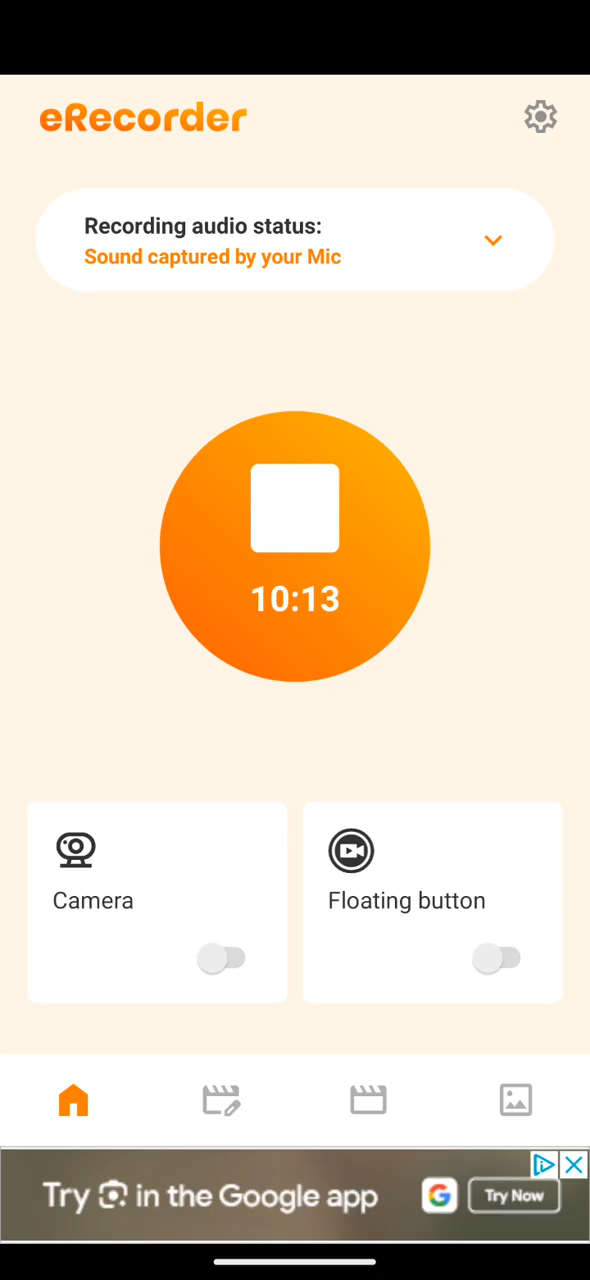 eRecorder
Recording audio status:
Sound captured by your Mic
10:13
Camera
Floating button
Try in the Google app
G
Try Now